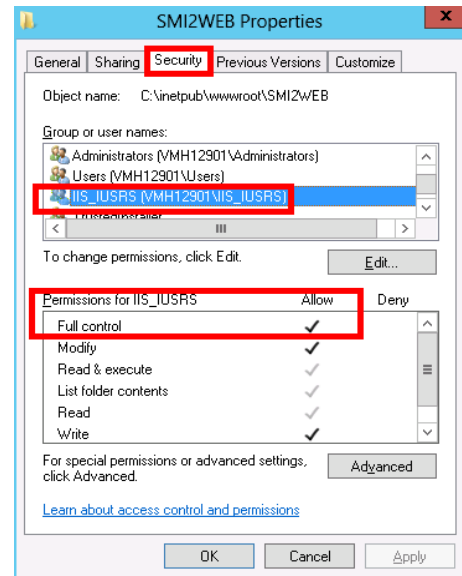 SMI2WEB Properties
x
General Sharing Security Previous Versions Customize
Object name: C:\inetpub\wwwroot\SMI2WEB
Group or user names:
Administrators (VMH12901\Administrators)
Users (VMH12901\Users)
IIS_IUSRS (VMH12901\IIS_IUSRS)
TrustedInstaller
To change permissions, click Edit.
Edit...
Permissions for IIS_IUSRS Allow Deny
Full control
Modify
Read & execute
List folder contents
Read
Write
For special permissions or advanced settings,
click Advanced.
Advanced
Learn about access control and permissions
OK Cancel Apply